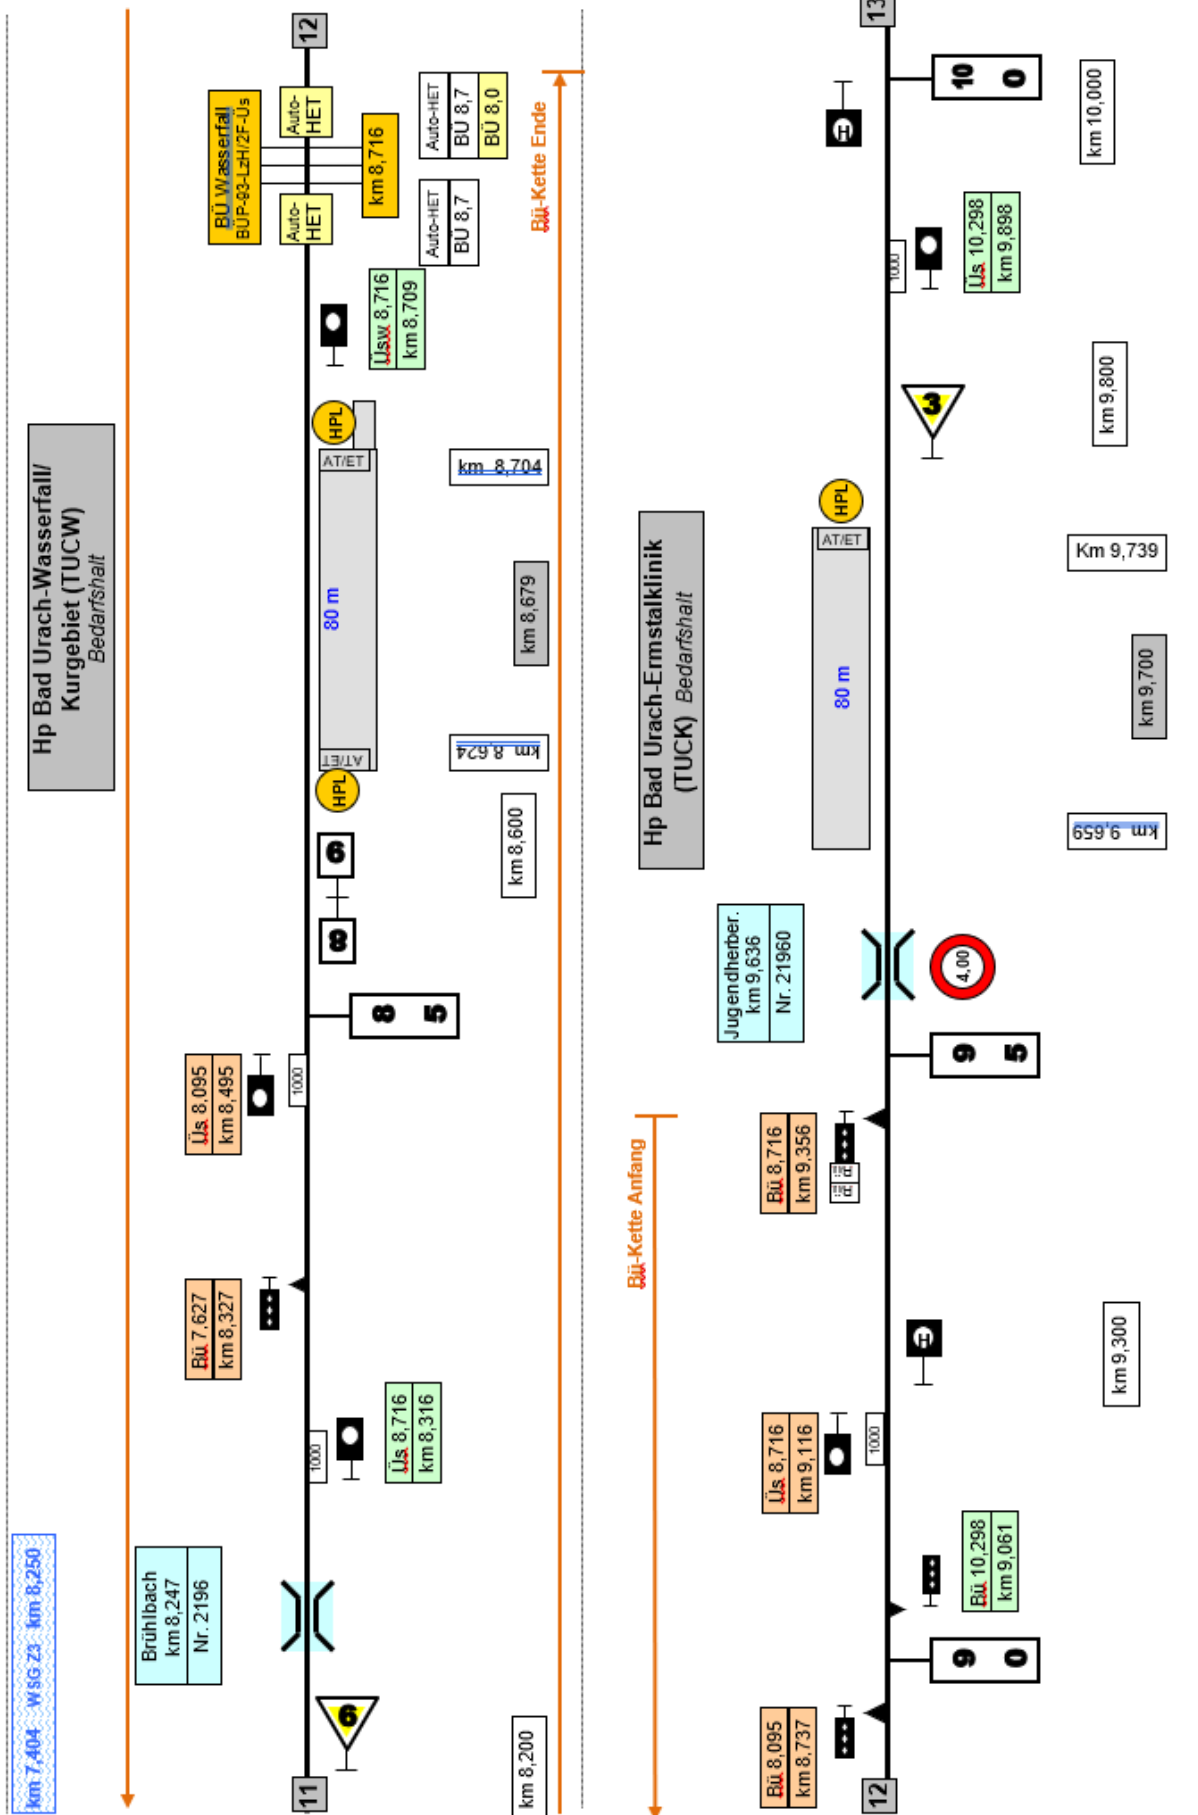 km 7,404 WSG Z3 km 8,250
Hp Bad Urach-Wasserfall/
Kurgebiet (TUCW)
Bedarfshalt
11
6
km 8,200
Brühlbach
km 8,247
Nr. 2196
Üs 8,716
km 8,316
1000
Bü 7,627
km 8,327
Üs 8,095
km 8,495
1000
8
5
8
6
km 8,600
HPL
AT/ET
80 m
AT/ET
HPL
km 8,624
km 8,679
km 8,704
Üsw 8,716
km 8,709
BÜ Wasserfall
BÜP-93-LzH/2F-Üs
Auto-
HET
Auto-
HET
km 8,716
Auto-HET
BÜ 8,7
Auto-HET
BÜ 8,7
BÜ 8,0
Bü-Kette Ende
12
Hp Bad Urach-Ermstalklinik
(TUCK) Bedarfshalt
Bü-Kette Anfang
12
Bü 8,095
km 8,737
9
0
Bü 10,298
km 9,061
Üs 8,716
km 9,116
1000
H
km 9,300
Bü 8,716
km 9,356
9
5
Jugendherber.
km 9,636
Nr. 21960
4,00
km 9,659
80 m
km 9,700
AT/ET
HPL
Km 9,739
3
km 9,800
1000
Üs 10,298
km 9,898
H
10
0
km 10,000
13